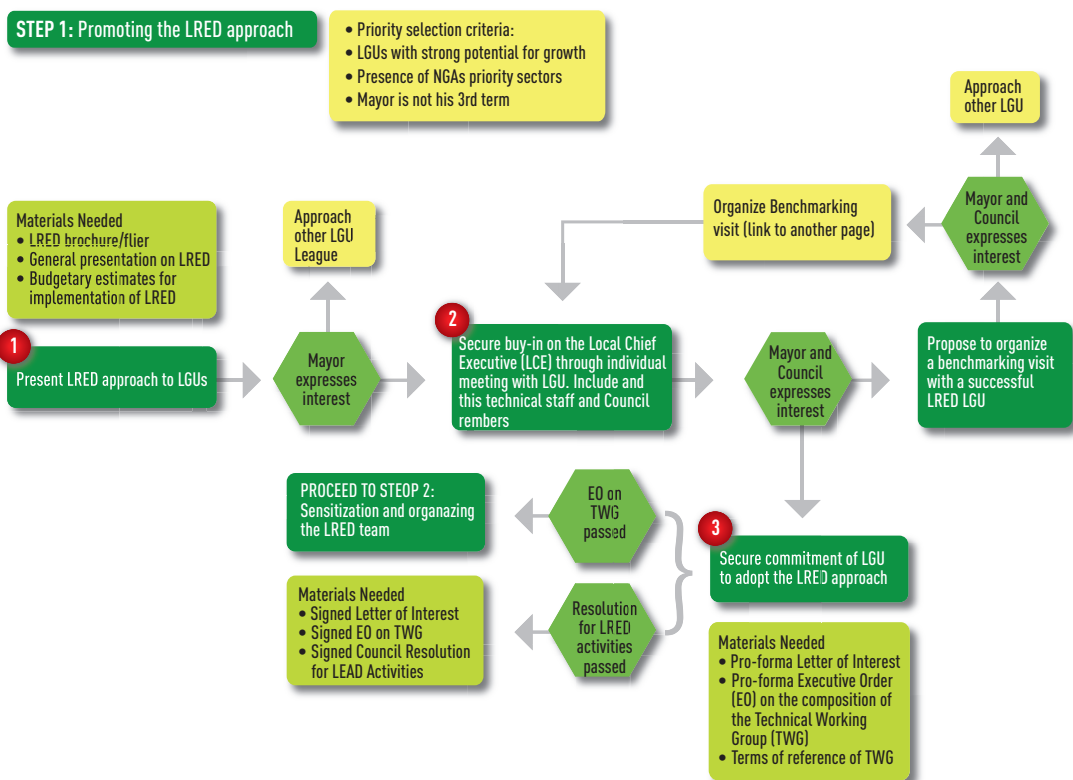 STEP 1: Promoting the LRED approach
• Priority selection criteria:
• LGUs with strong potential for growth
• Presence of NGAs priority sectors
• Mayor is not his 3rd term
Approach
other LGU
Materials Needed
• LRED brochure/flier
• General presentation on LRED
• Budgetary estimates for
implementation of LRED
Approach
other LGU
League
Organize Benchmarking
visit (link to another page)
Mayor and
Council
expresses
interest
1
Present LRED approach to LGUs
Mayor
expresses
interest
2
Secure buy-in on the Local Chief
Executive (LCE) through individual
meeting with LGU. Include and
this technical staff and Council
rembers
Mayor and
Council
expresses
interest
Propose to organize
a benchmarking visit
with a successful
LRED LGU
PROCEED TO STEOP 2:
Sensitization and organazing
the LRED team
EO on
TWG
passed
3
Secure commitment of LGU
to adopt the LRED approach
Materials Needed
• Signed Letter of Interest
• Signed EO on TWG
• Signed Council Resolution
for LEAD Activities
Resolution
for LRED
activities
passed
Materials Needed
• Pro-forma Letter of Interest
• Pro-forma Executive Order
(EO) on the composition of
the Technical Working
Group (TWG)
• Terms of reference of TWG